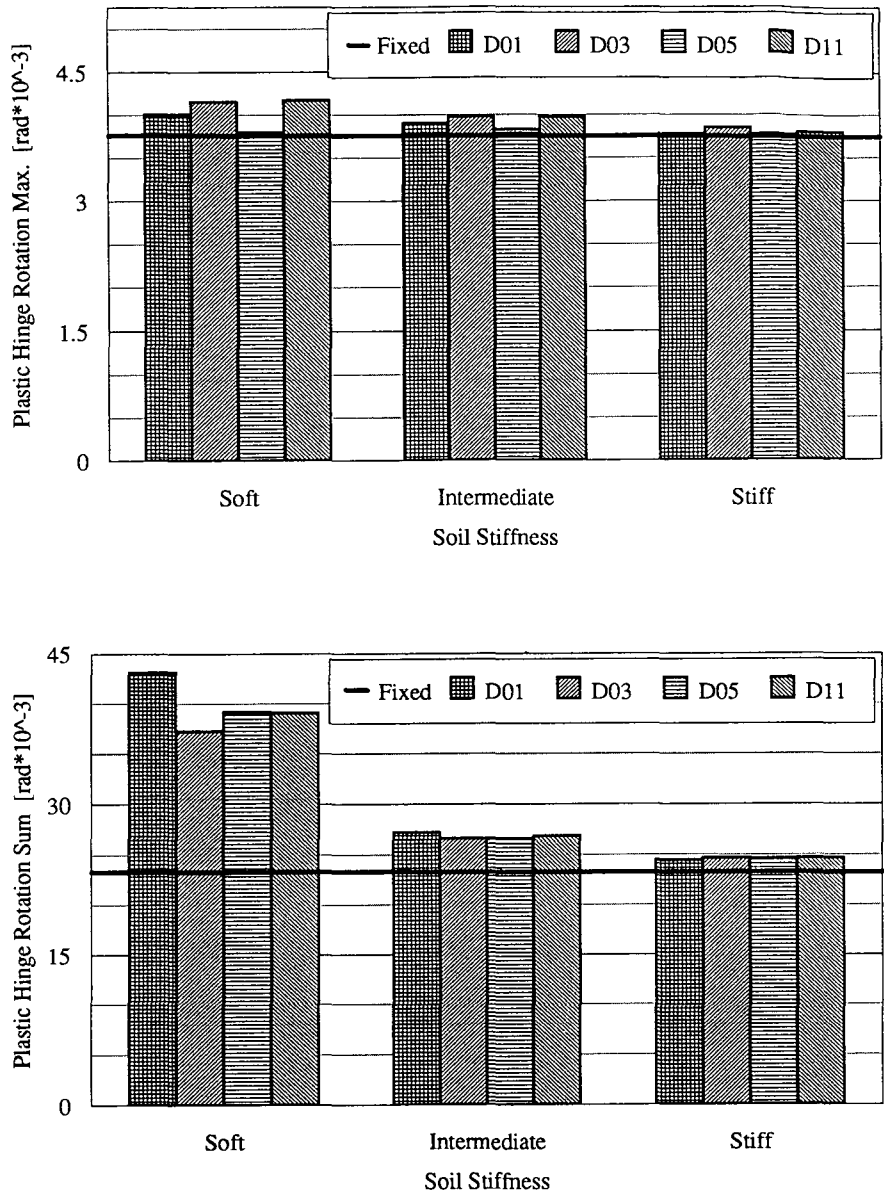 Plastic Hinge Rotation Max. [rad*10^-3]
Fixed D01 D03 D05 D11
4.5
3
1.5
0
Soft Intermediate Stiff
Soil Stiffness
Plastic Hinge Rotation Sum [rad*10^-3]
45
Fixed D01 D03 D05 D11
30
15
0
Soft Intermediate Stiff
Soil Stiffness